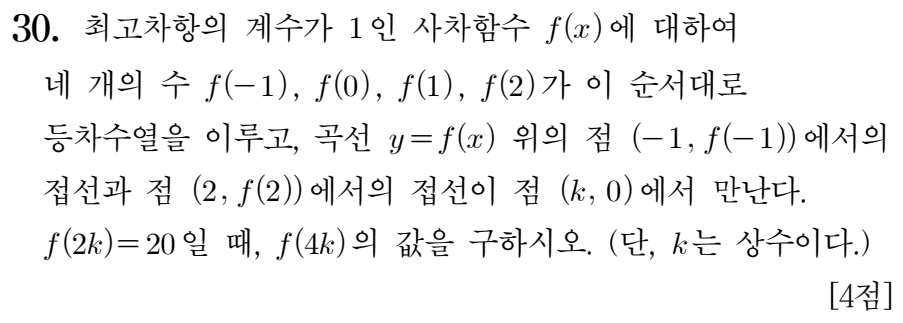 30. 최고차항의 계수가 1인 사차함수 f(x)에 대하여
네 개의 수 f(−1), f(0), f(1), f(2)가 이 순서대로
등차수열을 이루고, 곡선 y=f(x) 위의 점 (−1, f(−1))에서의
접선과 점 (2, f(2))에서의 접선이 점 (k, 0)에서 만난다.
f(2k)=20일 때, f(4k)의 값을 구하시오. (단, k는 상수이다.)
[4점]